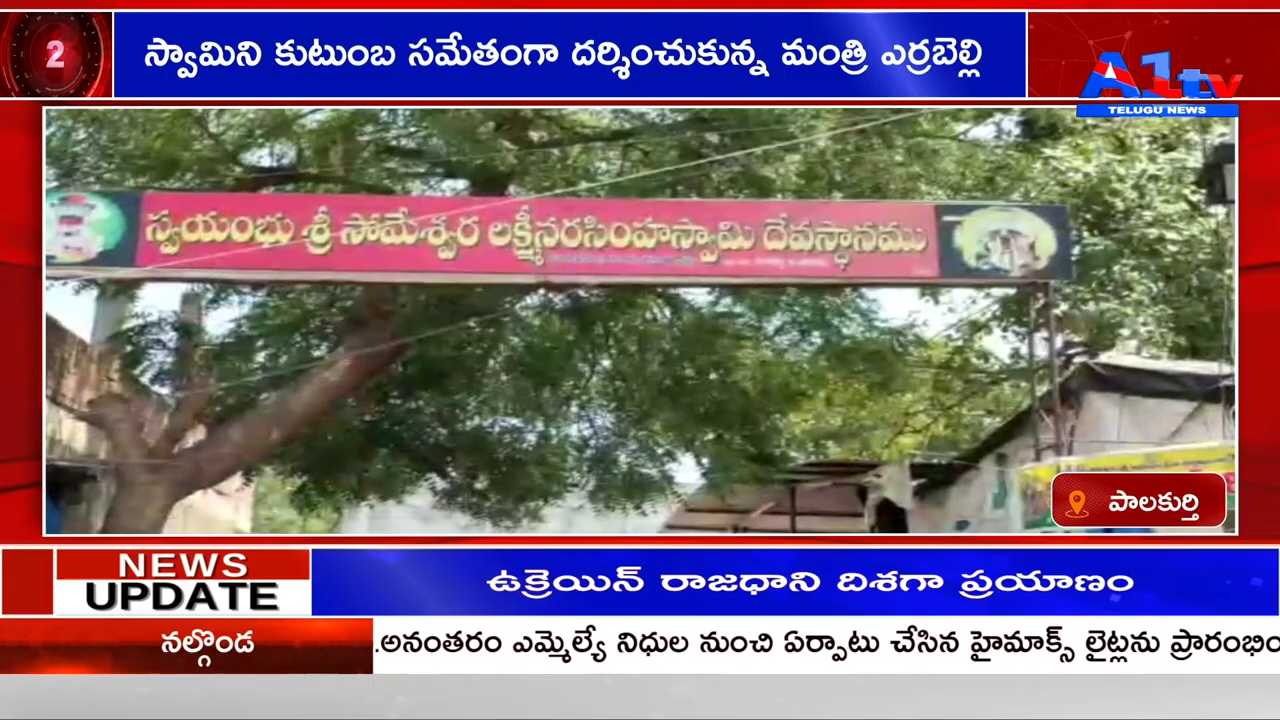 2
స్వామిని కుటుంబ సమేతంగా దర్శించుకున్న మంత్రి ఎర్రబెల్లి
A1tv
TELUGU NEWS
స్వయంభు శ్రీ సోమేశ్వర లక్ష్మీనరసింహస్వామి దేవస్థానము
పాలకుర్తి
NEWS
UPDATE
ఉక్రెయిన్ రాజధాని దిశగా ప్రయాణం
నల్గొండ
.అనంతరం ఎమ్మెల్యే నిధుల నుంచి ఏర్పాటు చేసిన హైమాక్స్ లైట్లను ప్రారంభిం